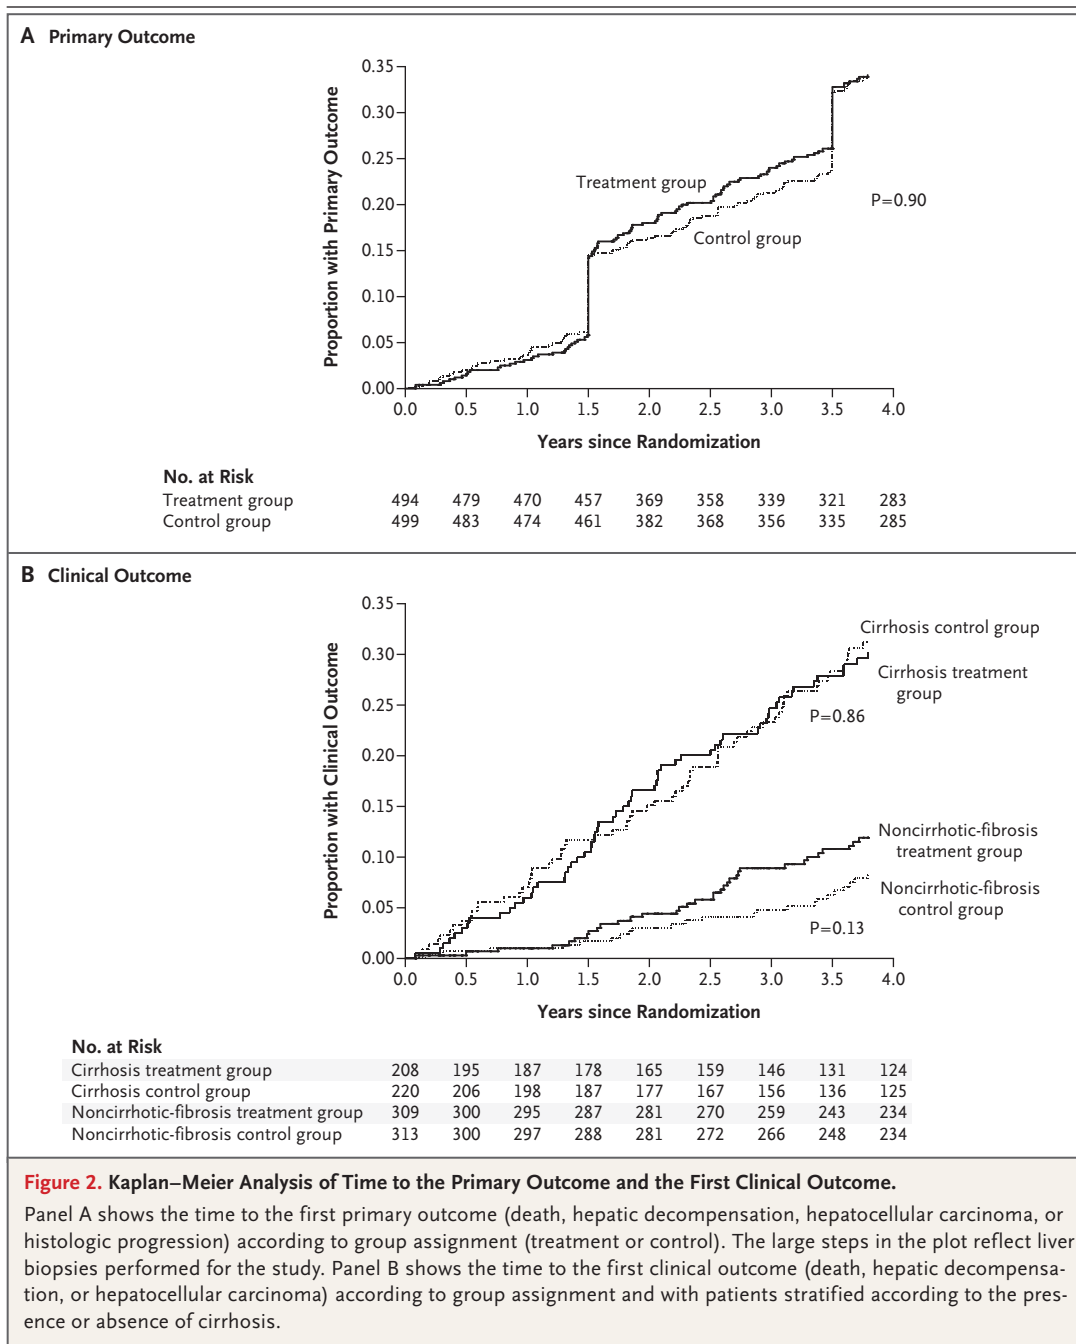 A Primary Outcome
Proportion with Primary Outcome
0.35
0.30
0.25
0.20
0.15
0.10
0.05
0.00
Treatment group
Control group
P=0.90
0.0 0.5 1.0 1.5 2.0 2.5 3.0 3.5 4.0
Years since Randomization
No. at Risk
Treatment group 494 479 470 457 369 358 339 321 283
Control group 499 483 474 461 382 368 356 335 285
B Clinical Outcome
Proportion with Clinical Outcome
0.35
0.30
0.25
0.20
0.15
0.10
0.05
0.00
Cirrhosis control group
Cirrhosis treatment
group
P=0.86
Noncirrhotic-fibrosis
treatment group
Noncirrhotic-fibrosis
control group
P=0.13
0.0 0.5 1.0 1.5 2.0 2.5 3.0 3.5 4.0
Years since Randomization
No. at Risk
Cirrhosis treatment group 208 195 187 178 165 159 146 131 124
Cirrhosis control group 220 206 198 187 177 167 156 136 125
Noncirrhotic-fibrosis treatment group 309 300 295 287 281 270 259 243 234
Noncirrhotic-fibrosis control group 313 300 297 288 281 272 266 248 234
Figure 2. Kaplan–Meier Analysis of Time to the Primary Outcome and the First Clinical Outcome.
Panel A shows the time to the first primary outcome (death, hepatic decompensation, hepatocellular carcinoma, or
histologic progression) according to group assignment (treatment or control). The large steps in the plot reflect liver
biopsies performed for the study. Panel B shows the time to the first clinical outcome (death, hepatic decompensa-
tion, or hepatocellular carcinoma) according to group assignment and with patients stratified according to the pres-
ence or absence of cirrhosis.